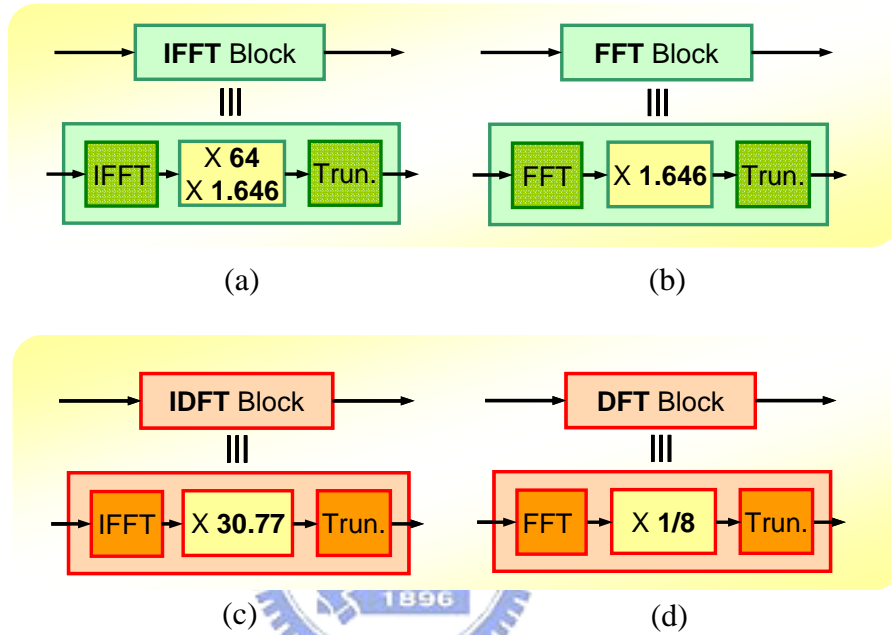 IFFT Block
FFT Block
IFFT
X 64
X 1.646
Trun.
FFT
X 1.646
Trun.
(a)
(b)
IDFT Block
DFT Block
IFFT
X 30.77
Trun.
FFT
X 1/8
Trun.
1896
(c)
(d)